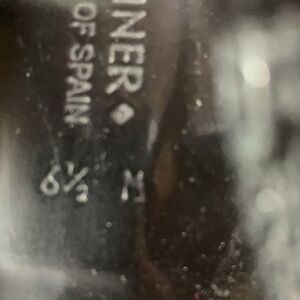 INER
OF SPAIN
6½ M